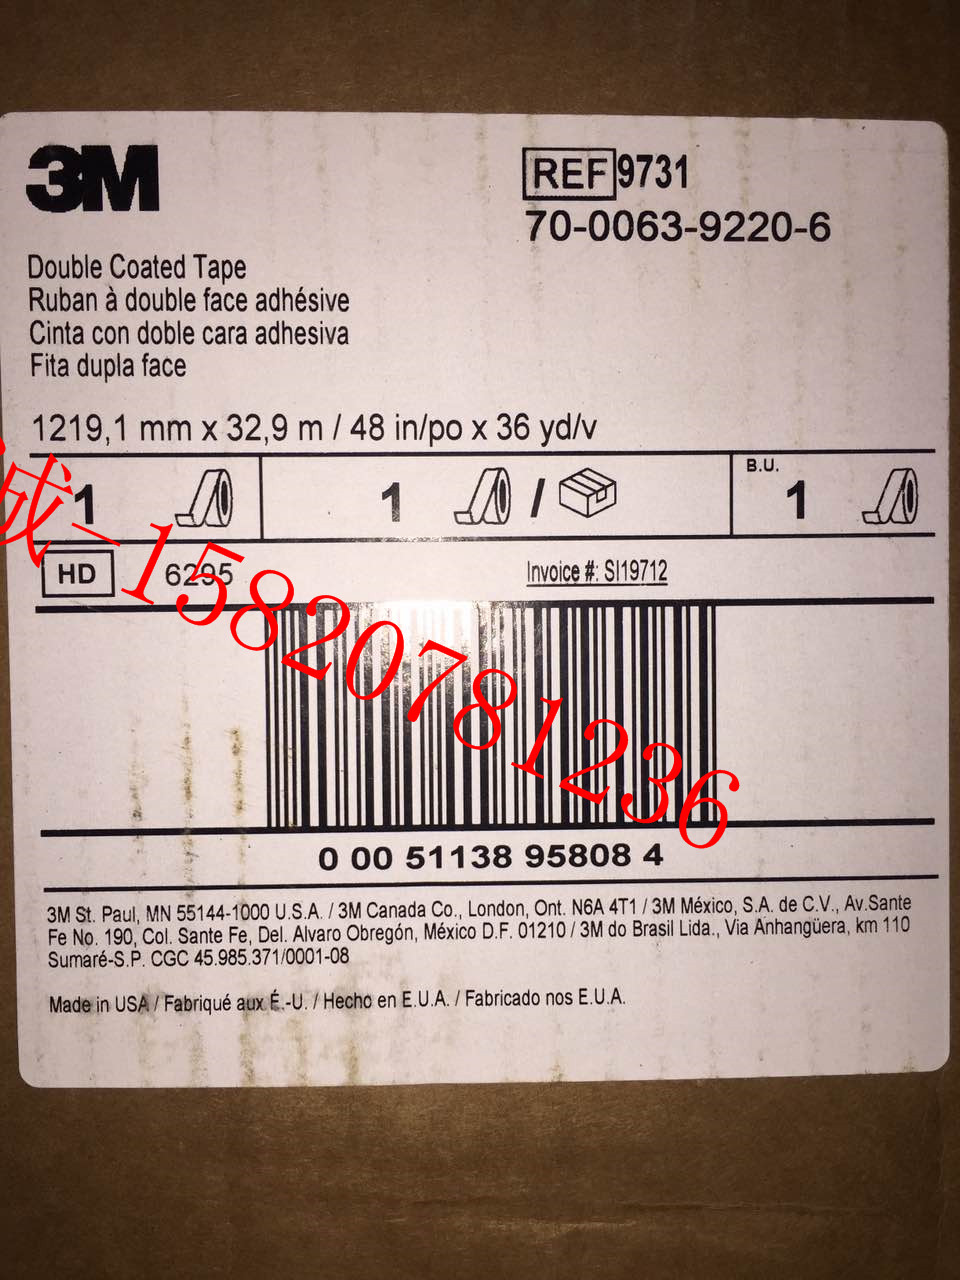 3M
REF 9731
70-0063-9220-6
Double Coated Tape
Ruban à double face adhésive
Cinta con doble cara adhesiva
Fita dupla face
1219,1 mm x 32,9 m / 48 in/po x 36 yd/v
1
1 /
B.U.
1
HD 6295 Invoice #: SI19712
诚-15820781236
0 00 51138 95808 4
3M St. Paul, MN 55144-1000 U.S.A. / 3M Canada Co., London, Ont. N6A 4T1 / 3M México, S.A. de C.V., Av.Sante
Fe No. 190, Col. Sante Fe, Del. Alvaro Obregón, México D.F. 01210 / 3M do Brasil Lida., Via Anhangüera, km 110
Sumaré-S.P. CGC 45.985.371/0001-08
Made in USA / Fabriqué aux É.-U. / Hecho en E.U.A. / Fabricado nos E.U.A.